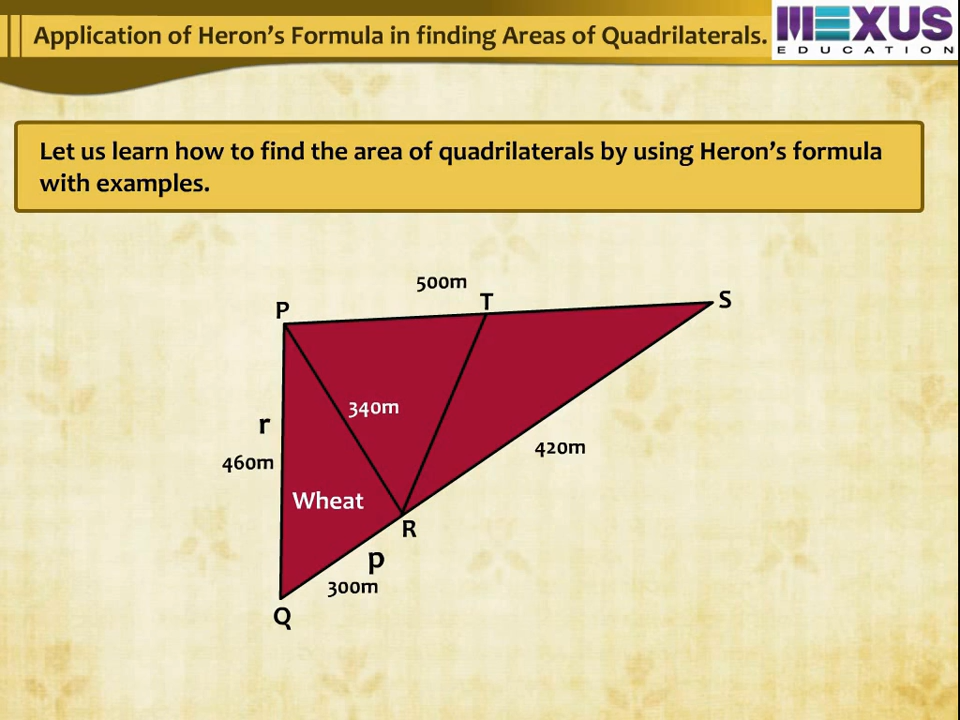 Application of Heron's Formula in finding Areas of Quadrilaterals.
MEXUS
EDUCATION
Let us learn how to find the area of quadrilaterals by using Heron's formula
with examples.
500m
P
T
S
340m
r
460m
420m
Wheat
R
p
300m
Q